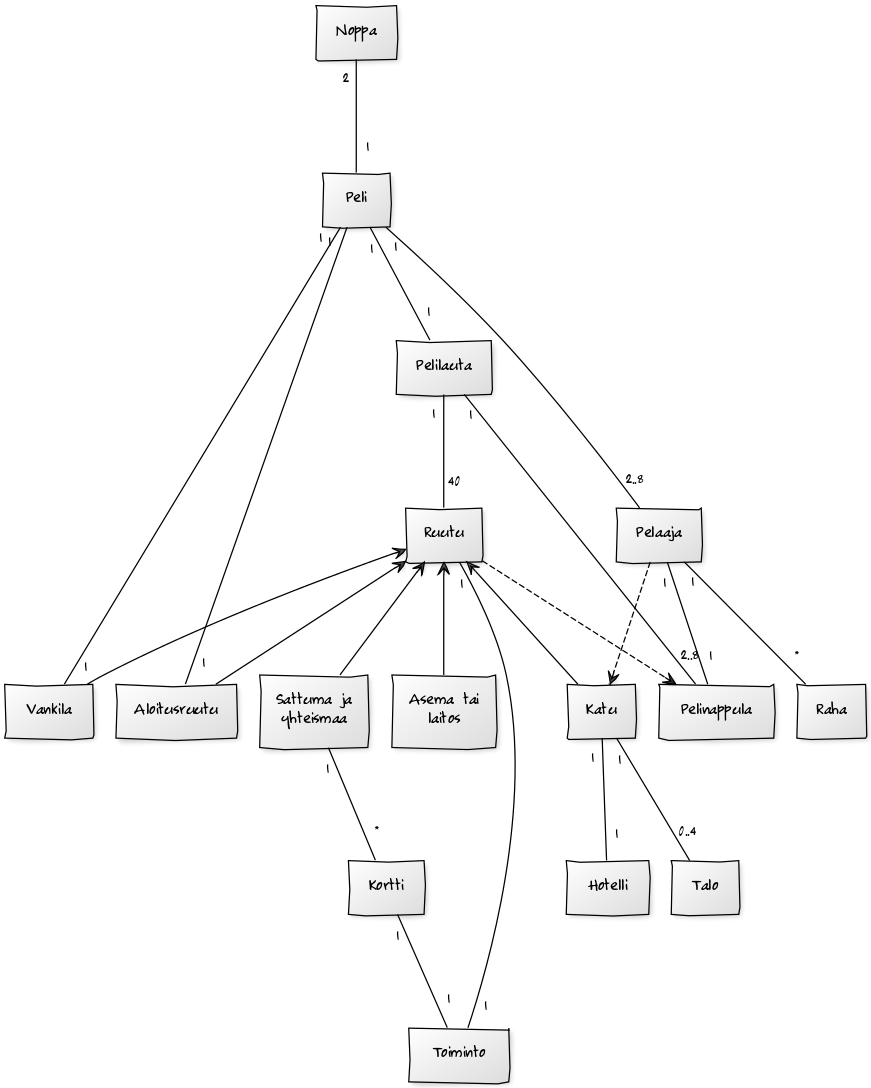 Noppa
2
1
Peli
1
1
1
1
1
Pelilauta
1
1
40
2..8
Ruutu
Pelaaja
1
1
1
2..8
1
*
1
1
Vankila
Aloitusruutu
Sattuma ja
yhteismaa
Asema tai
laitos
Katu
Pelinappula
Raha
1
1
1
*
1
0..4
Kortti
Hotelli
Talo
1
1
1
Toiminto